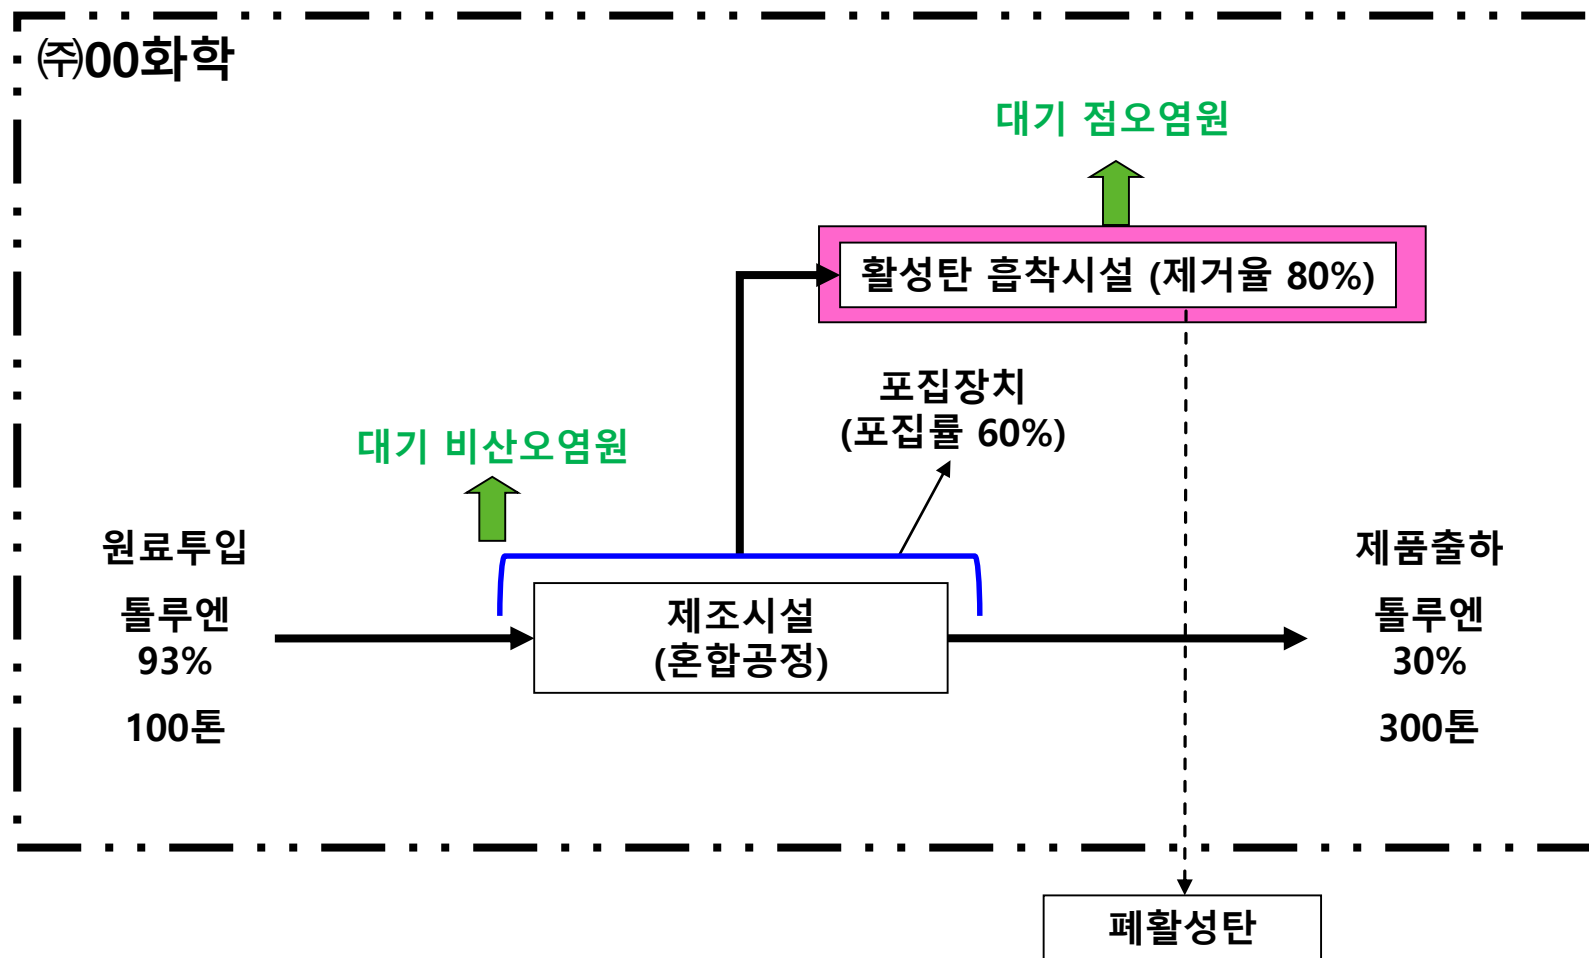 ㈜00화학
대기 점오염원
활성탄 흡착시설 (제거율 80%)
포집장치
(포집률 60%)
대기 비산오염원
원료투입
톨루엔
93%
100톤
제조시설
(혼합공정)
제품출하
톨루엔
30%
300톤
폐활성탄